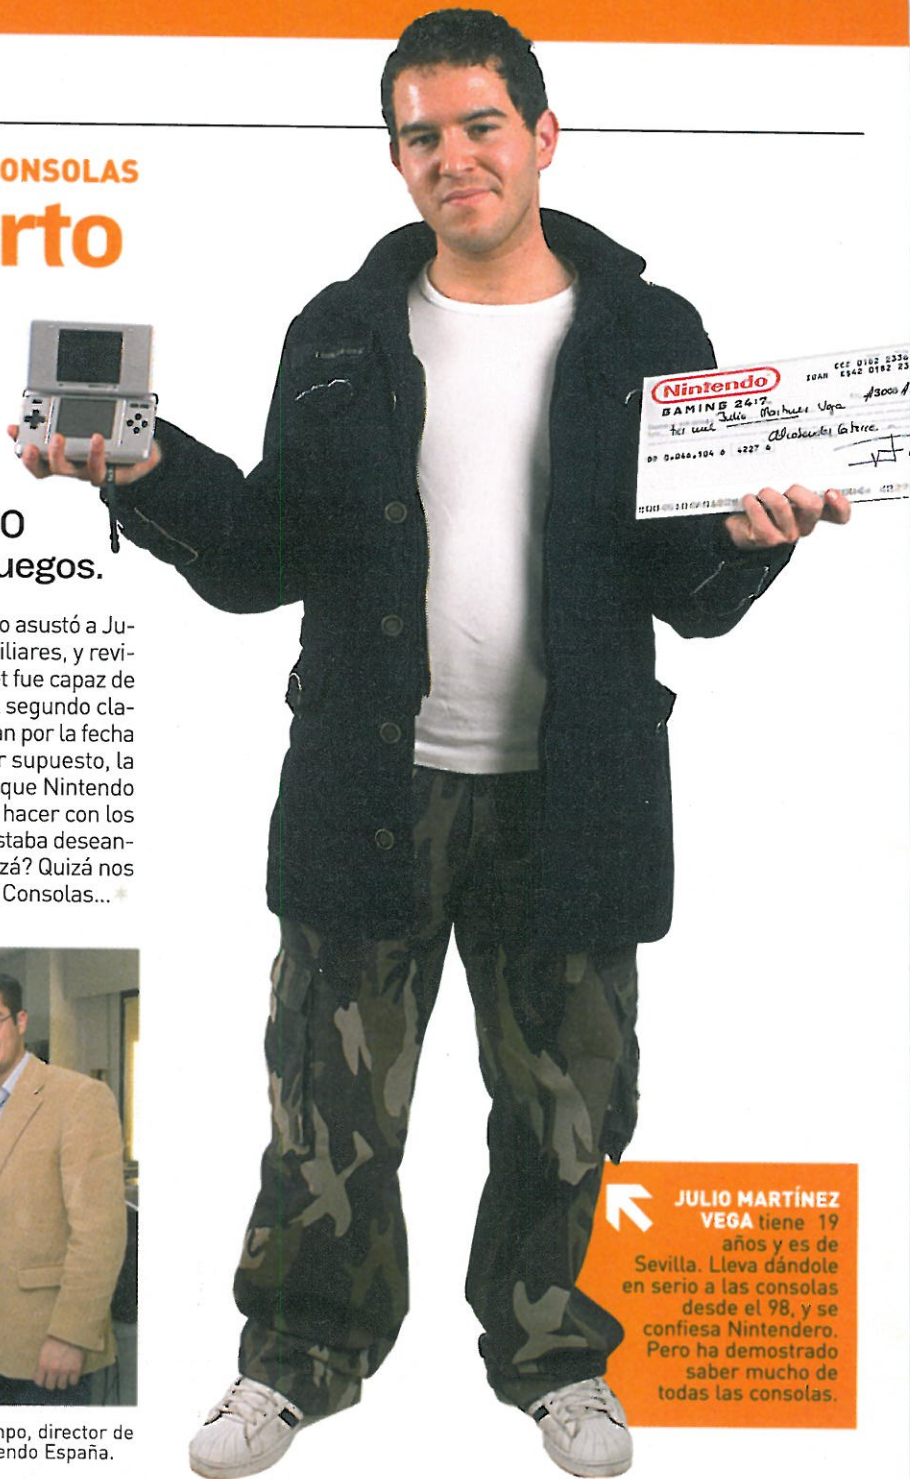 ONSOLAS
rto
O
uegos.
o asustó a Ju-
iliares, y revi-
t fue capaz de
segundo cla-
an por la fecha
r supuesto, la
que Nintendo
hacer con los
staba desean-
zá? Quizá nos
Consolas...
mpo, director de
endo España.
Nintendo
GAMING 24:7
Julio Martínez Vega
JULIO MARTÍNEZ
VEGA tiene 19
años y es de
Sevilla. Lleva dándole
en serio a las consolas
desde el 98, y se
confiesa Nintendero.
Pero ha demostrado
saber mucho de
todas las consolas.